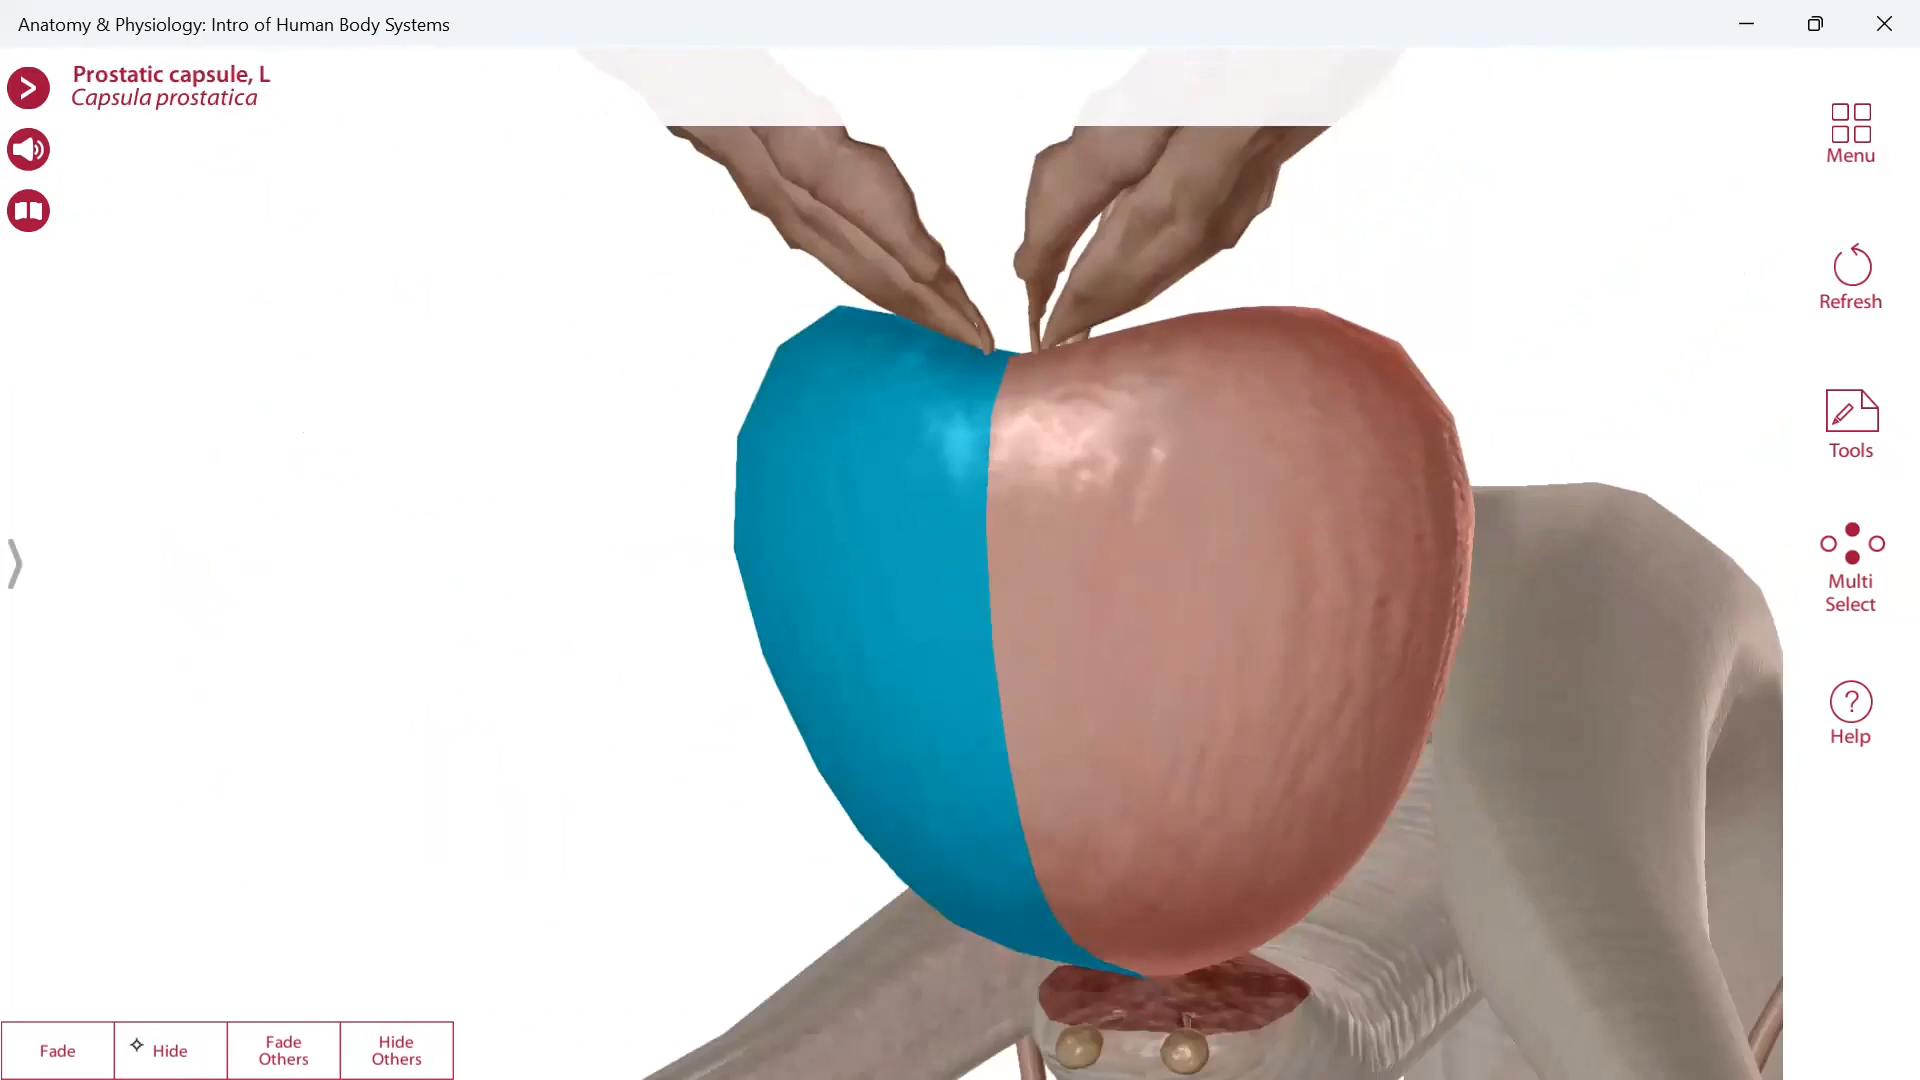 Anatomy & Physiology: Intro of Human Body Systems
Prostatic capsule, L
Capsula prostatica
Menu
Refresh
Tools
Multi
Select
Help
Fade
Hide
Fade
Others
Hide
Others